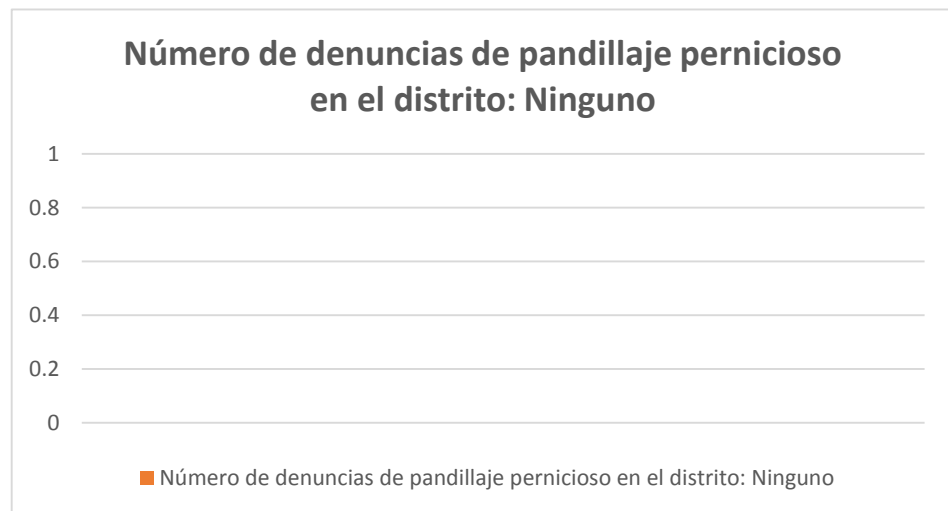 Número de denuncias de pandillaje pernicioso
en el distrito: Ninguno
1
0.8
0.6
0.4
0.2
0
Número de denuncias de pandillaje pernicioso en el distrito: Ninguno